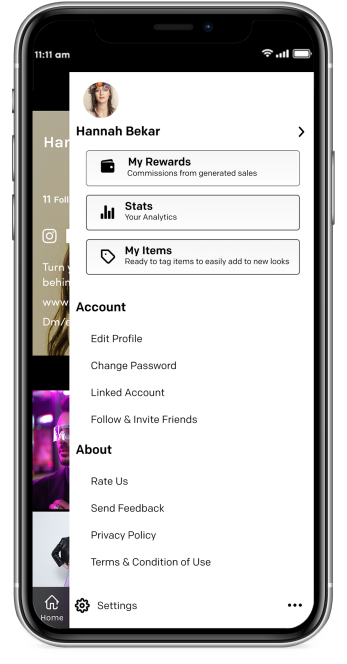 11:11 am
Hannah Bekar
My Rewards
Commissions from generated sales
Stats
Your Analytics
My Items
Ready to tag items to easily add to new looks
Account
Edit Profile
Change Password
Linked Account
Follow & Invite Friends
About
Rate Us
Send Feedback
Privacy Policy
Terms & Condition of Use
Settings
Har
11 Foll
Turn y
behin
www
Dm/e
Home